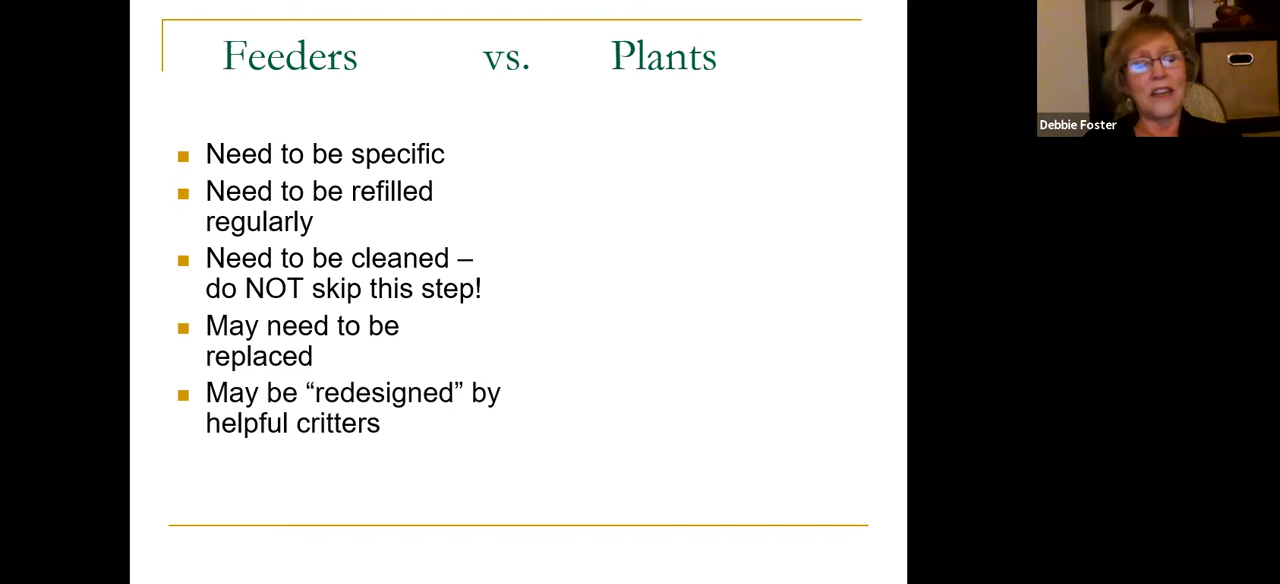 Feeders vs. Plants
Need to be specific
Need to be refilled
regularly
Need to be cleaned –
do NOT skip this step!
May need to be
replaced
May be “redesigned” by
helpful critters
Debbie Foster